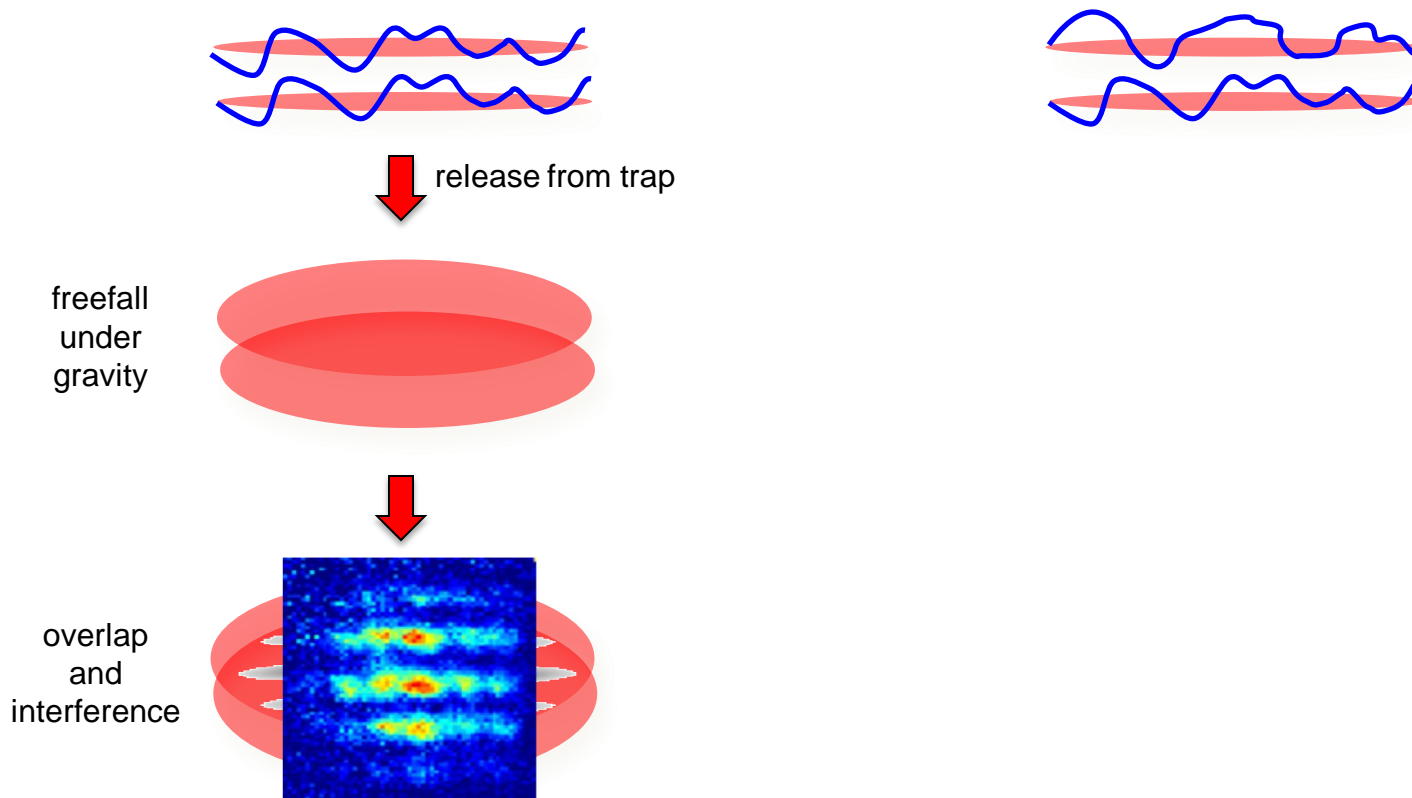 release from trap
freefall
under
gravity
overlap
and
interference